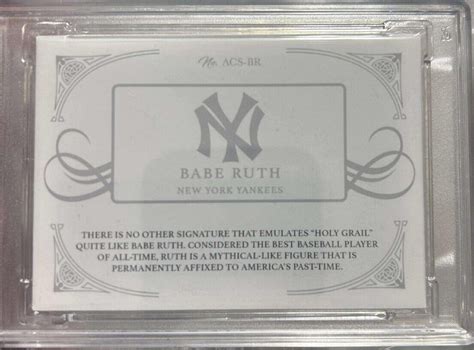 No. ACS-BR
NY
BABE RUTH
NEW YORK YANKEES
THERE IS NO OTHER SIGNATURE THAT EMULATES "HOLY GRAIL"
QUITE LIKE BABE RUTH. CONSIDERED THE BEST BASEBALL PLAYER
OF ALL-TIME, RUTH IS A MYTHICAL-LIKE FIGURE THAT IS
PERMANENTLY AFFIXED TO AMERICA'S PAST-TIME.